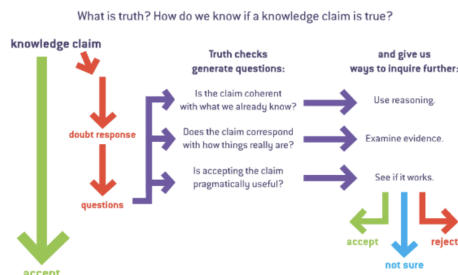 What is truth? How do we know if a knowledge claim is true?
knowledge claim
Truth checks
generate questions:
and give us
ways to inquire further:
Is the claim coherent
with what we already know?
Use reasoning.
doubt response
Does the claim correspond
with how things really are?
Examine evidence.
Is accepting the claim
pragmatically useful?
See if it works.
questions
accept
reject
not sure
accept